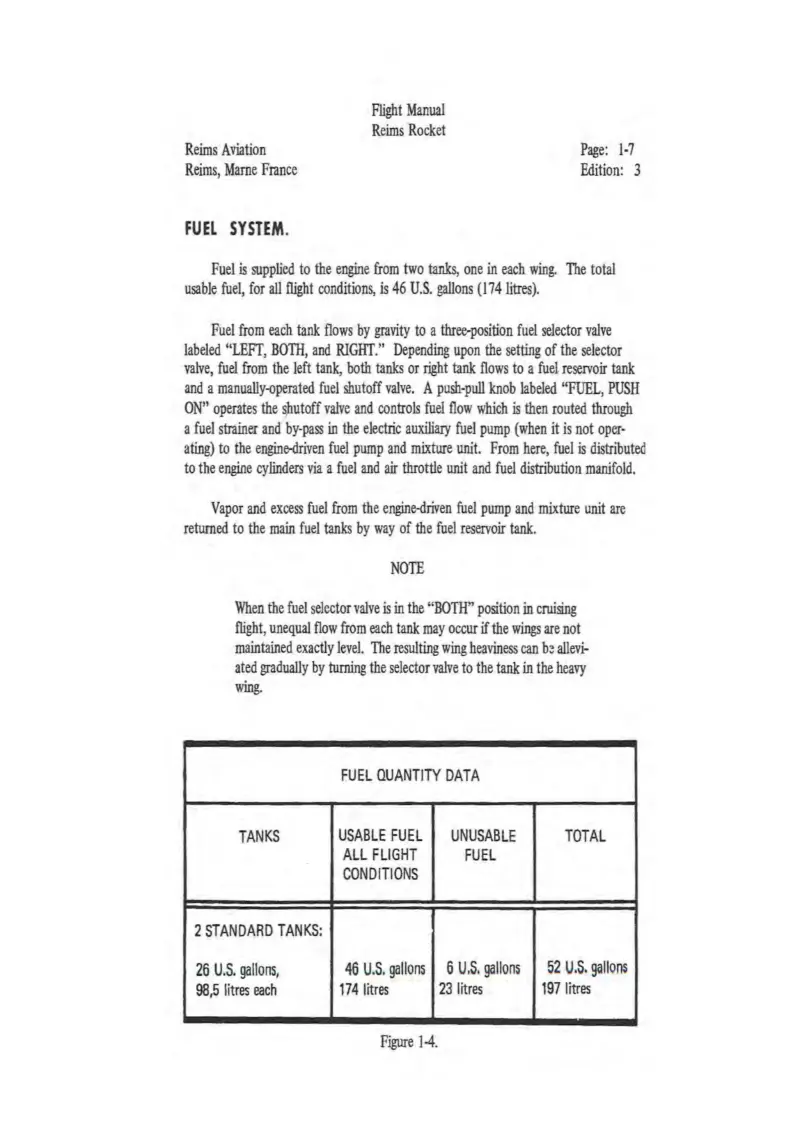 Flight Manual
Reims Rocket
Reims Aviation Page: 1-7
Reims, Marne France Edition: 3
FUEL SYSTEM.
Fuel is supplied to the engine from two tanks, one in each wing. The total
usable fuel, for all flight conditions, is 46 U.S. gallons (174 litres).
Fuel from each tank flows by gravity to a three-position fuel selector valve
labeled “LEFT, BOTH, and RIGHT.” Depending upon the setting of the selector
valve, fuel from the left tank, both tanks or right tank flows to a fuel reservoir tank
and a manually-operated fuel shutoff valve. A push-pull knob labeled “FUEL, PUSH
ON” operates the shutoff valve and controls fuel flow which is then routed through
a fuel strainer and by-pass in the electric auxiliary fuel pump (when it is not oper-
ating) to the engine-driven fuel pump and mixture unit. From here, fuel is distributed
to the engine cylinders via a fuel and air throttle unit and fuel distribution manifold.
Vapor and excess fuel from the engine-driven fuel pump and mixture unit are
returned to the main fuel tanks by way of the fuel reservoir tank.
NOTE
When the fuel selector valve is in the “BOTH” position in cruising
flight, unequal flow from each tank may occur if the wings are not
maintained exactly level. The resulting wing heaviness can be allevi-
ated gradually by turning the selector valve to the tank in the heavy
wing.
FUEL QUANTITY DATA
TANKS USABLE FUEL UNUSABLE TOTAL
ALL FLIGHT FUEL
CONDITIONS
2 STANDARD TANKS:
26 U.S. gallons, 46 U.S. gallons 6 U.S. gallons 52 U.S. gallons
98,5 litres each 174 litres 23 litres 197 litres
Figure 1-4.